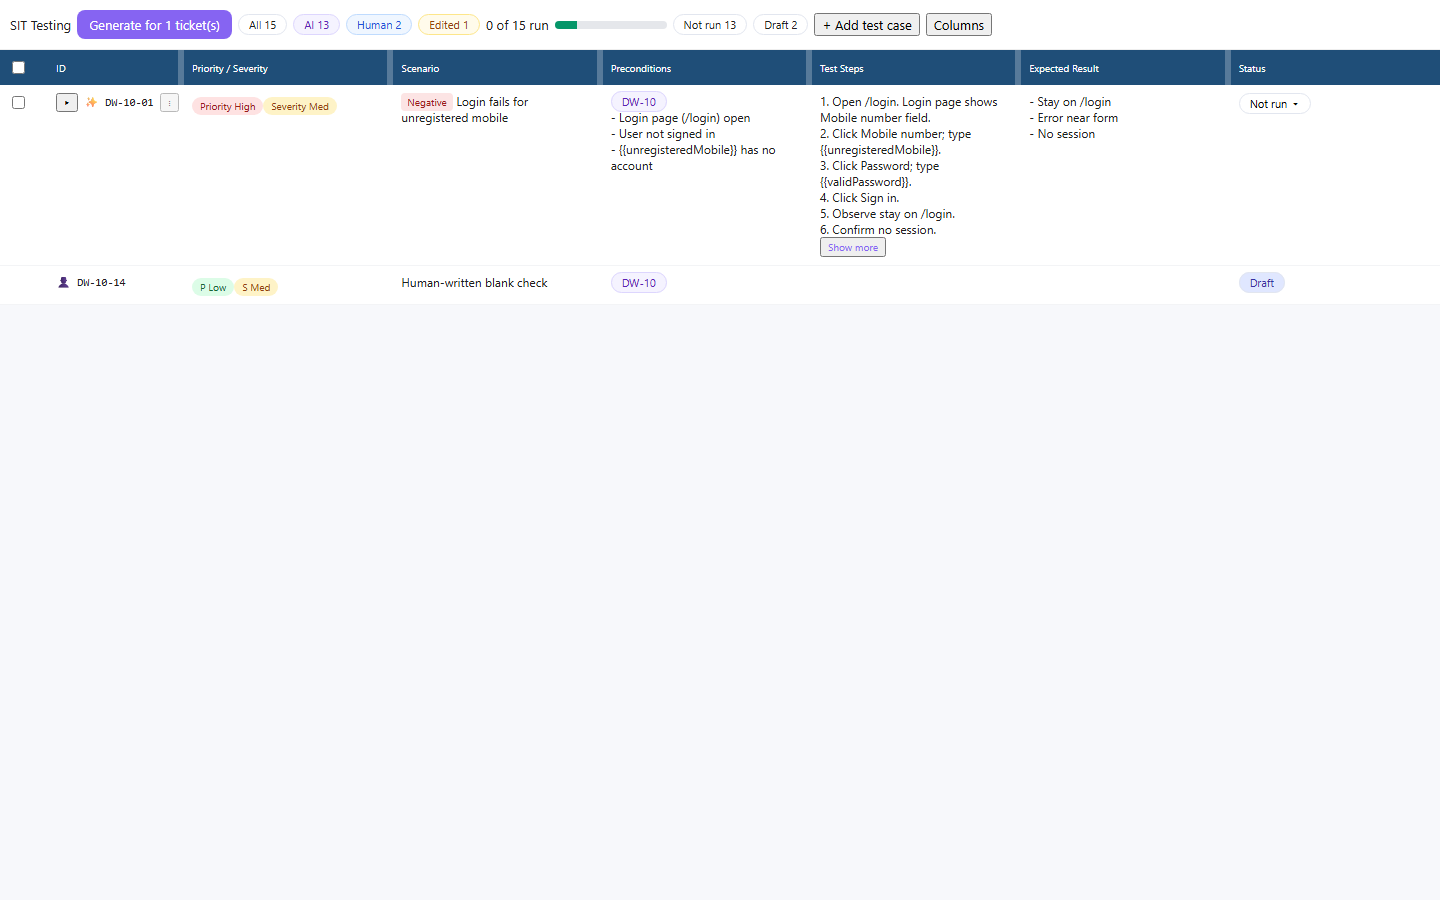 SIT Testing Generate for 1 ticket(s) All 15 AI 13 Human 2 Edited 1 0 of 15 run Not run 13 Draft 2 + Add test case Columns
ID Priority / Severity Scenario Preconditions Test Steps Expected Result Status
DW-10-01
Priority High Severity Med
Negative Login fails for
unregistered mobile
DW-10
- Login page (/login) open
- User not signed in
- {{unregisteredMobile}} has no
account
1. Open /login. Login page shows
Mobile number field.
2. Click Mobile number; type
{{unregisteredMobile}}.
3. Click Password; type
{{validPassword}}.
4. Click Sign in.
5. Observe stay on /login.
6. Confirm no session.
Show more
- Stay on /login
- Error near form
- No session
Not run
DW-10-14
P Low S Med
Human-written blank check
DW-10
Draft